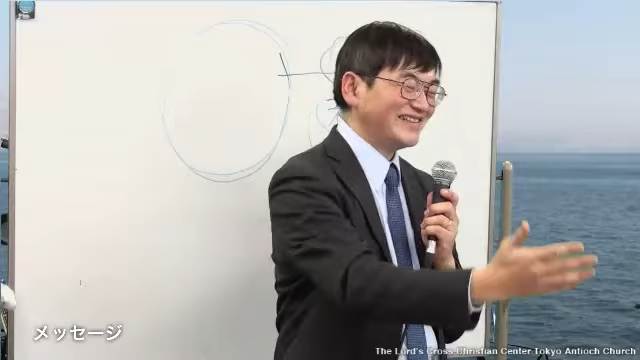 メッセージ
The Lord's Cross Christian Center Tokyo Antioch Church